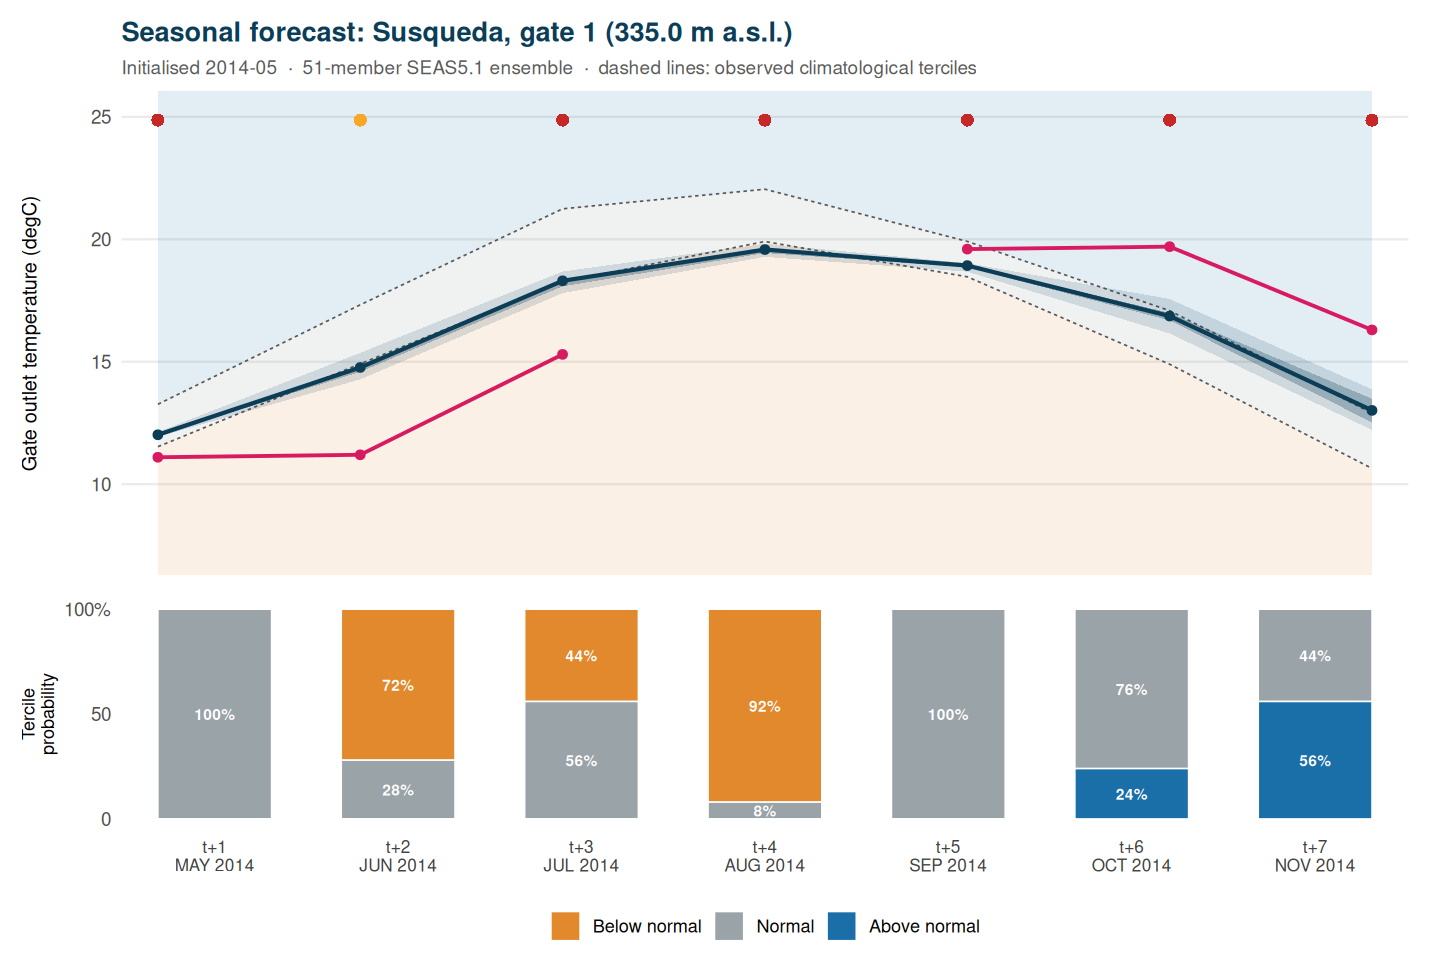 Seasonal forecast: Susqueda, gate 1 (335.0 m a.s.l.)
Initialised 2014-05 · 51-member SEAS5.1 ensemble · dashed lines: observed climatological terciles
Gate outlet temperature (degC)
25
20
15
10
Tercile
probability
100%
50
0
100%
72%
28%
44%
56%
92%
8%
100%
76%
24%
44%
56%
t+1
MAY 2014
t+2
JUN 2014
t+3
JUL 2014
t+4
AUG 2014
t+5
SEP 2014
t+6
OCT 2014
t+7
NOV 2014
Below normal
Normal
Above normal